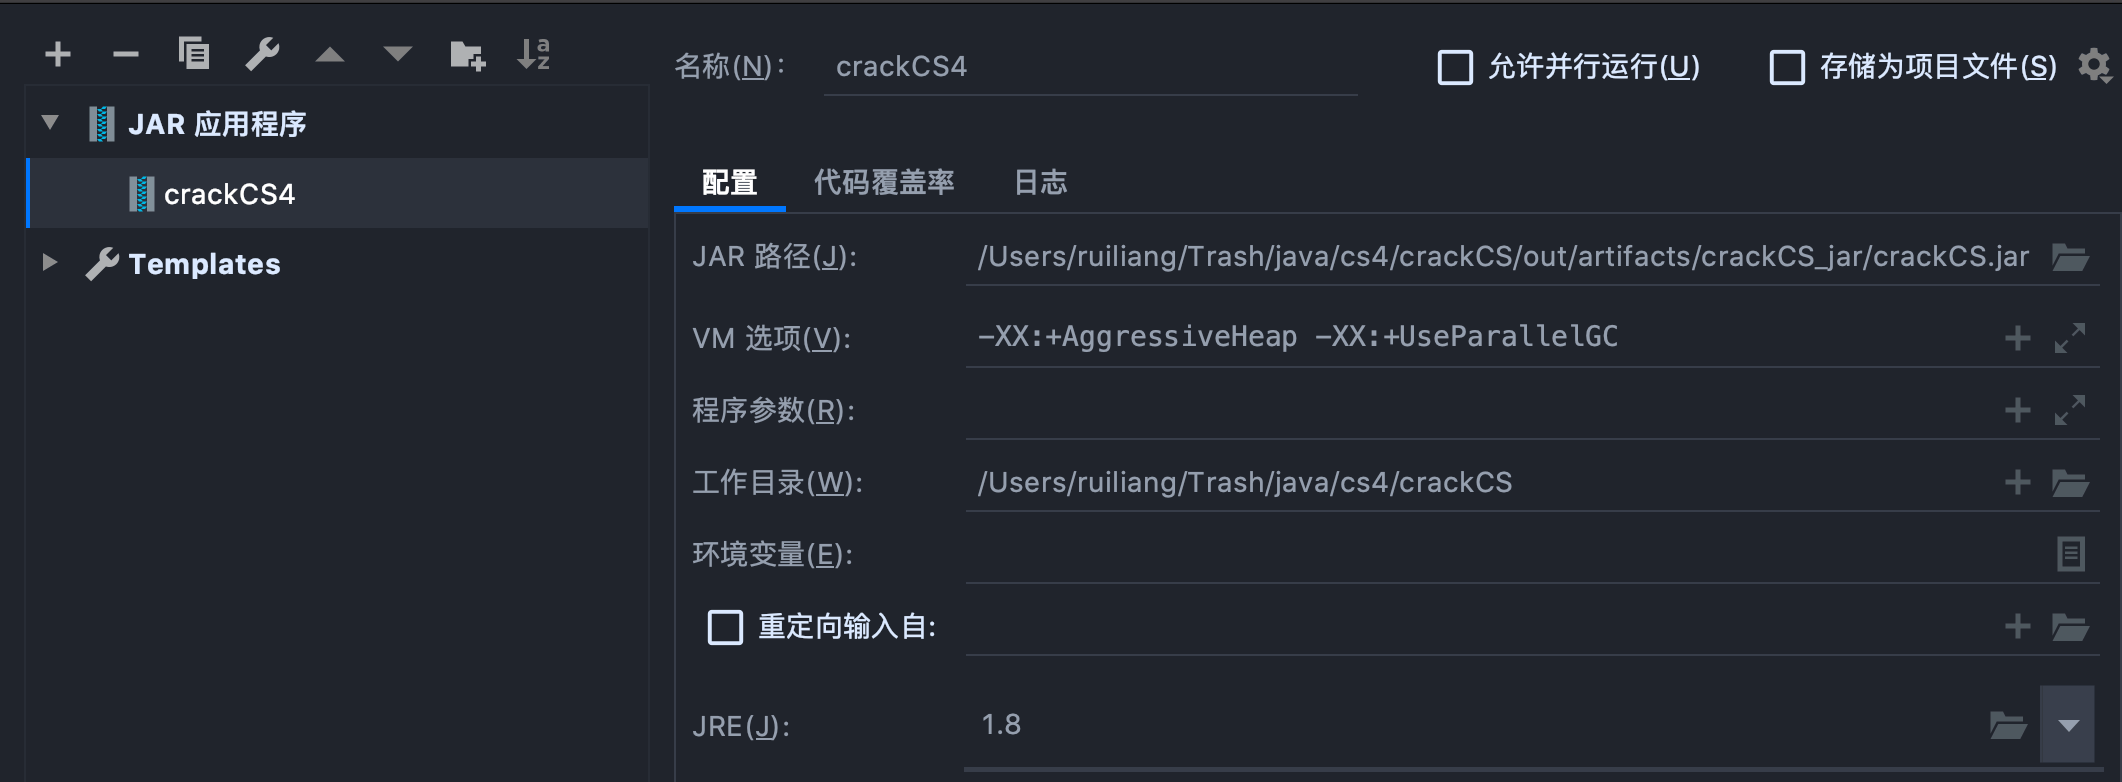 名称(N): crackCS4 允许并行运行(U) 存储为项目文件(S)
JAR 应用程序
crackCS4
Templates
配置 代码覆盖率 日志
JAR 路径(J): /Users/ruiliang/Trash/java/cs4/crackCS/out/artifacts/crackCS_jar/crackCS.jar
VM 选项(V): -XX:+AggressiveHeap -XX:+UseParallelGC
程序参数(R):
工作目录(W): /Users/ruiliang/Trash/java/cs4/crackCS
环境变量(E):
重定向输入自:
JRE(J): 1.8